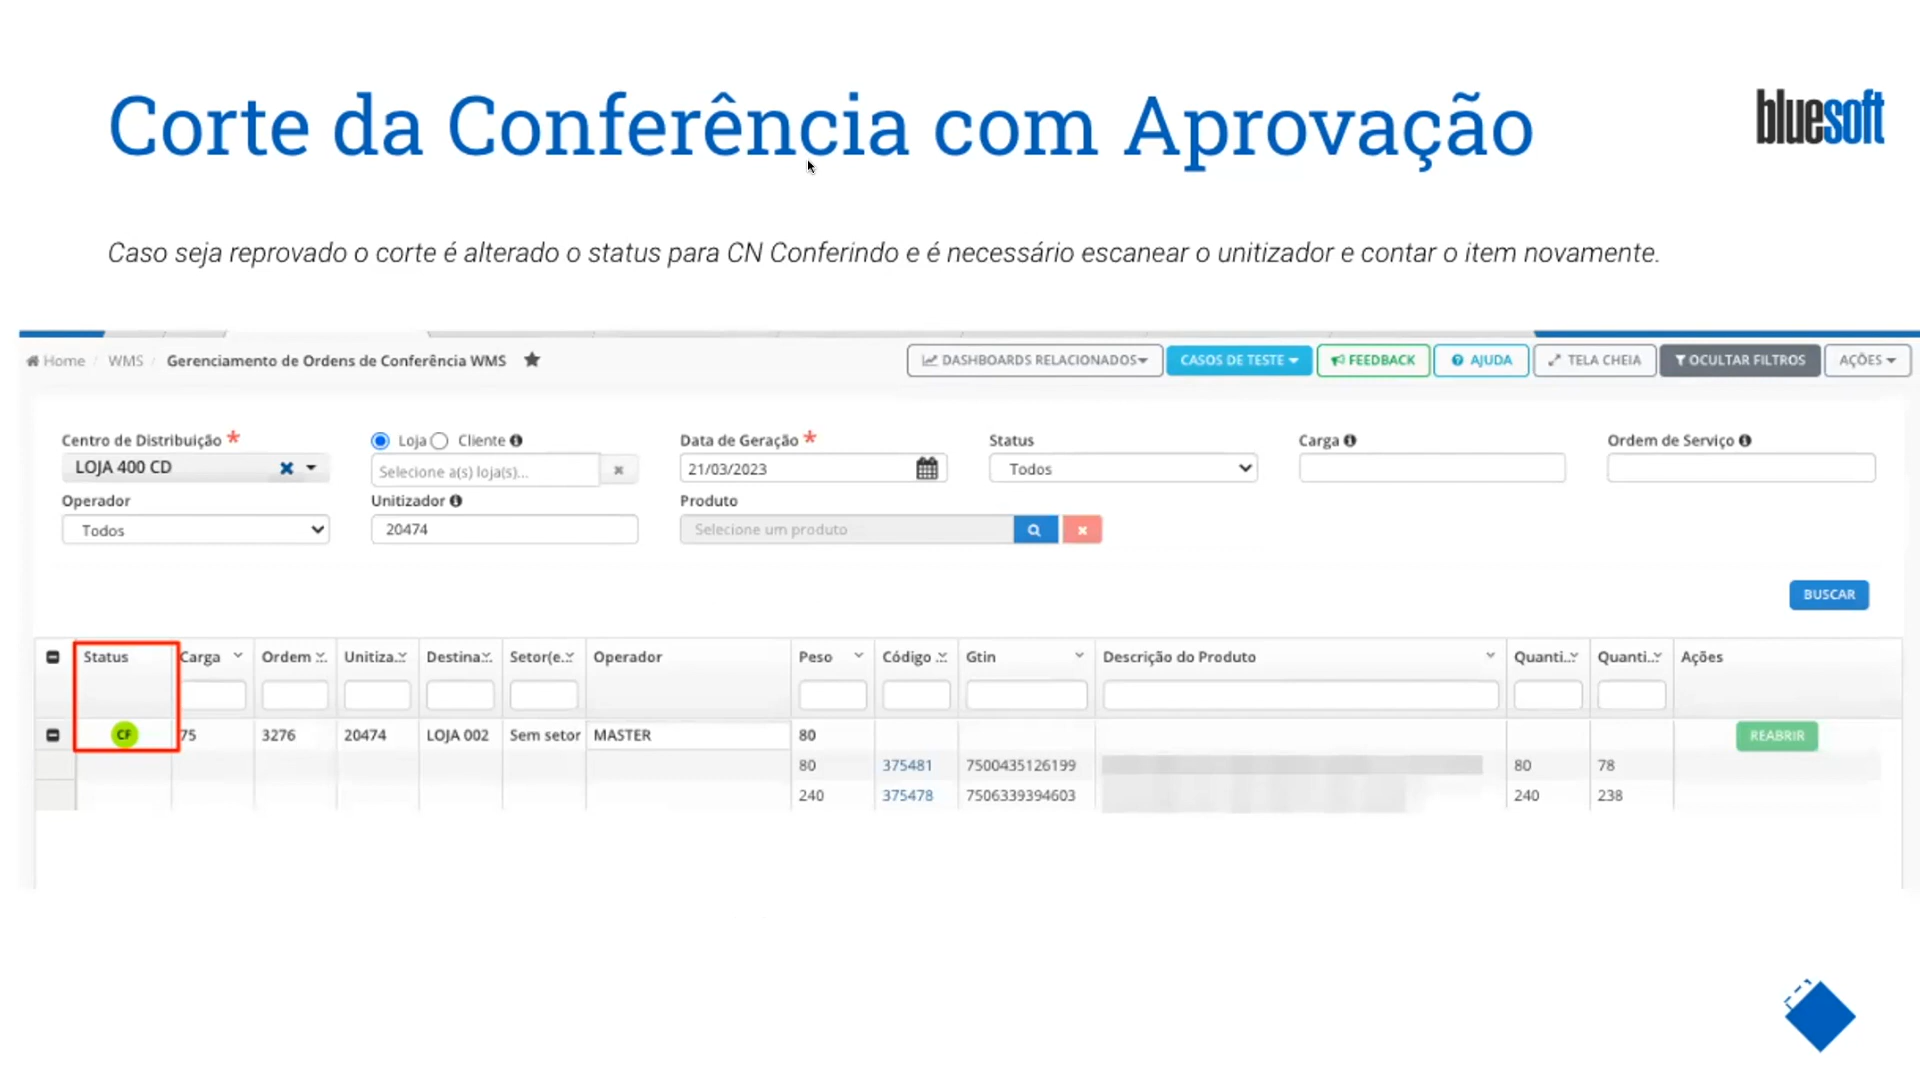 Corte da Conferência com Aprovação
bluesoft
Caso seja reprovado o corte é alterado o status para CN Conferindo e é necessário escanear o unitizador e contar o item novamente.
Home / WMS / Gerenciamento de Ordens de Conferência WMS
DASHBOARDS RELACIONADOS
CASOS DE TESTE
FEEDBACK
AJUDA
TELA CHEIA
OCULTAR FILTROS
AÇÕES
Centro de Distribuição * Loja Cliente Data de Geração * Status Carga Ordem de Serviço
LOJA 400 CD Selecione a(s) loja(s)... 21/03/2023 Todos
Operador Unitizador Produto
Todos 20474 Selecione um produto
BUSCAR
Status Carga Ordem ... Unitiza... Destina... Setor(e... Operador Peso Código ... Gtin Descrição do Produto Quanti... Quanti... Ações
CF 75 3276 20474 LOJA 002 Sem setor MASTER 80 REABRIR
80 375481 7500435126199 80 78
240 375478 7506339394603 240 238